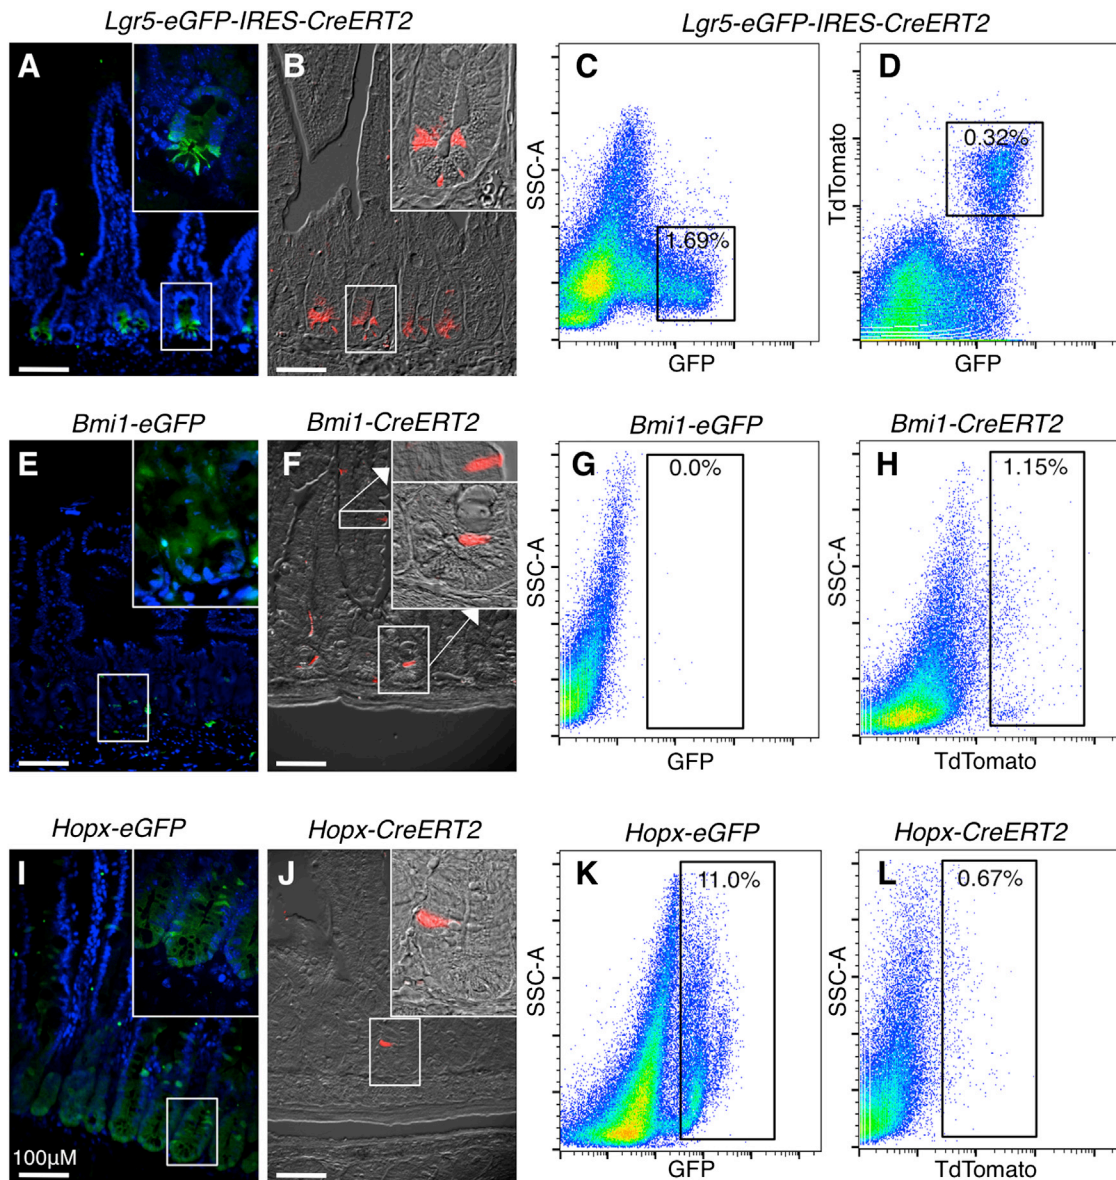 Lgr5-eGFP-IRES-CreERT2
Lgr5-eGFP-IRES-CreERT2
A
B
C
SSC-A
1.69%
GFP
D
TdTomato
0.32%
GFP
Bmi1-eGFP
Bmi1-CreERT2
Bmi1-eGFP
Bmi1-CreERT2
E
F
G
SSC-A
0.0%
GFP
H
SSC-A
1.15%
TdTomato
Hopx-eGFP
Hopx-CreERT2
Hopx-eGFP
Hopx-CreERT2
I
100µM
J
K
SSC-A
11.0%
GFP
L
SSC-A
0.67%
TdTomato